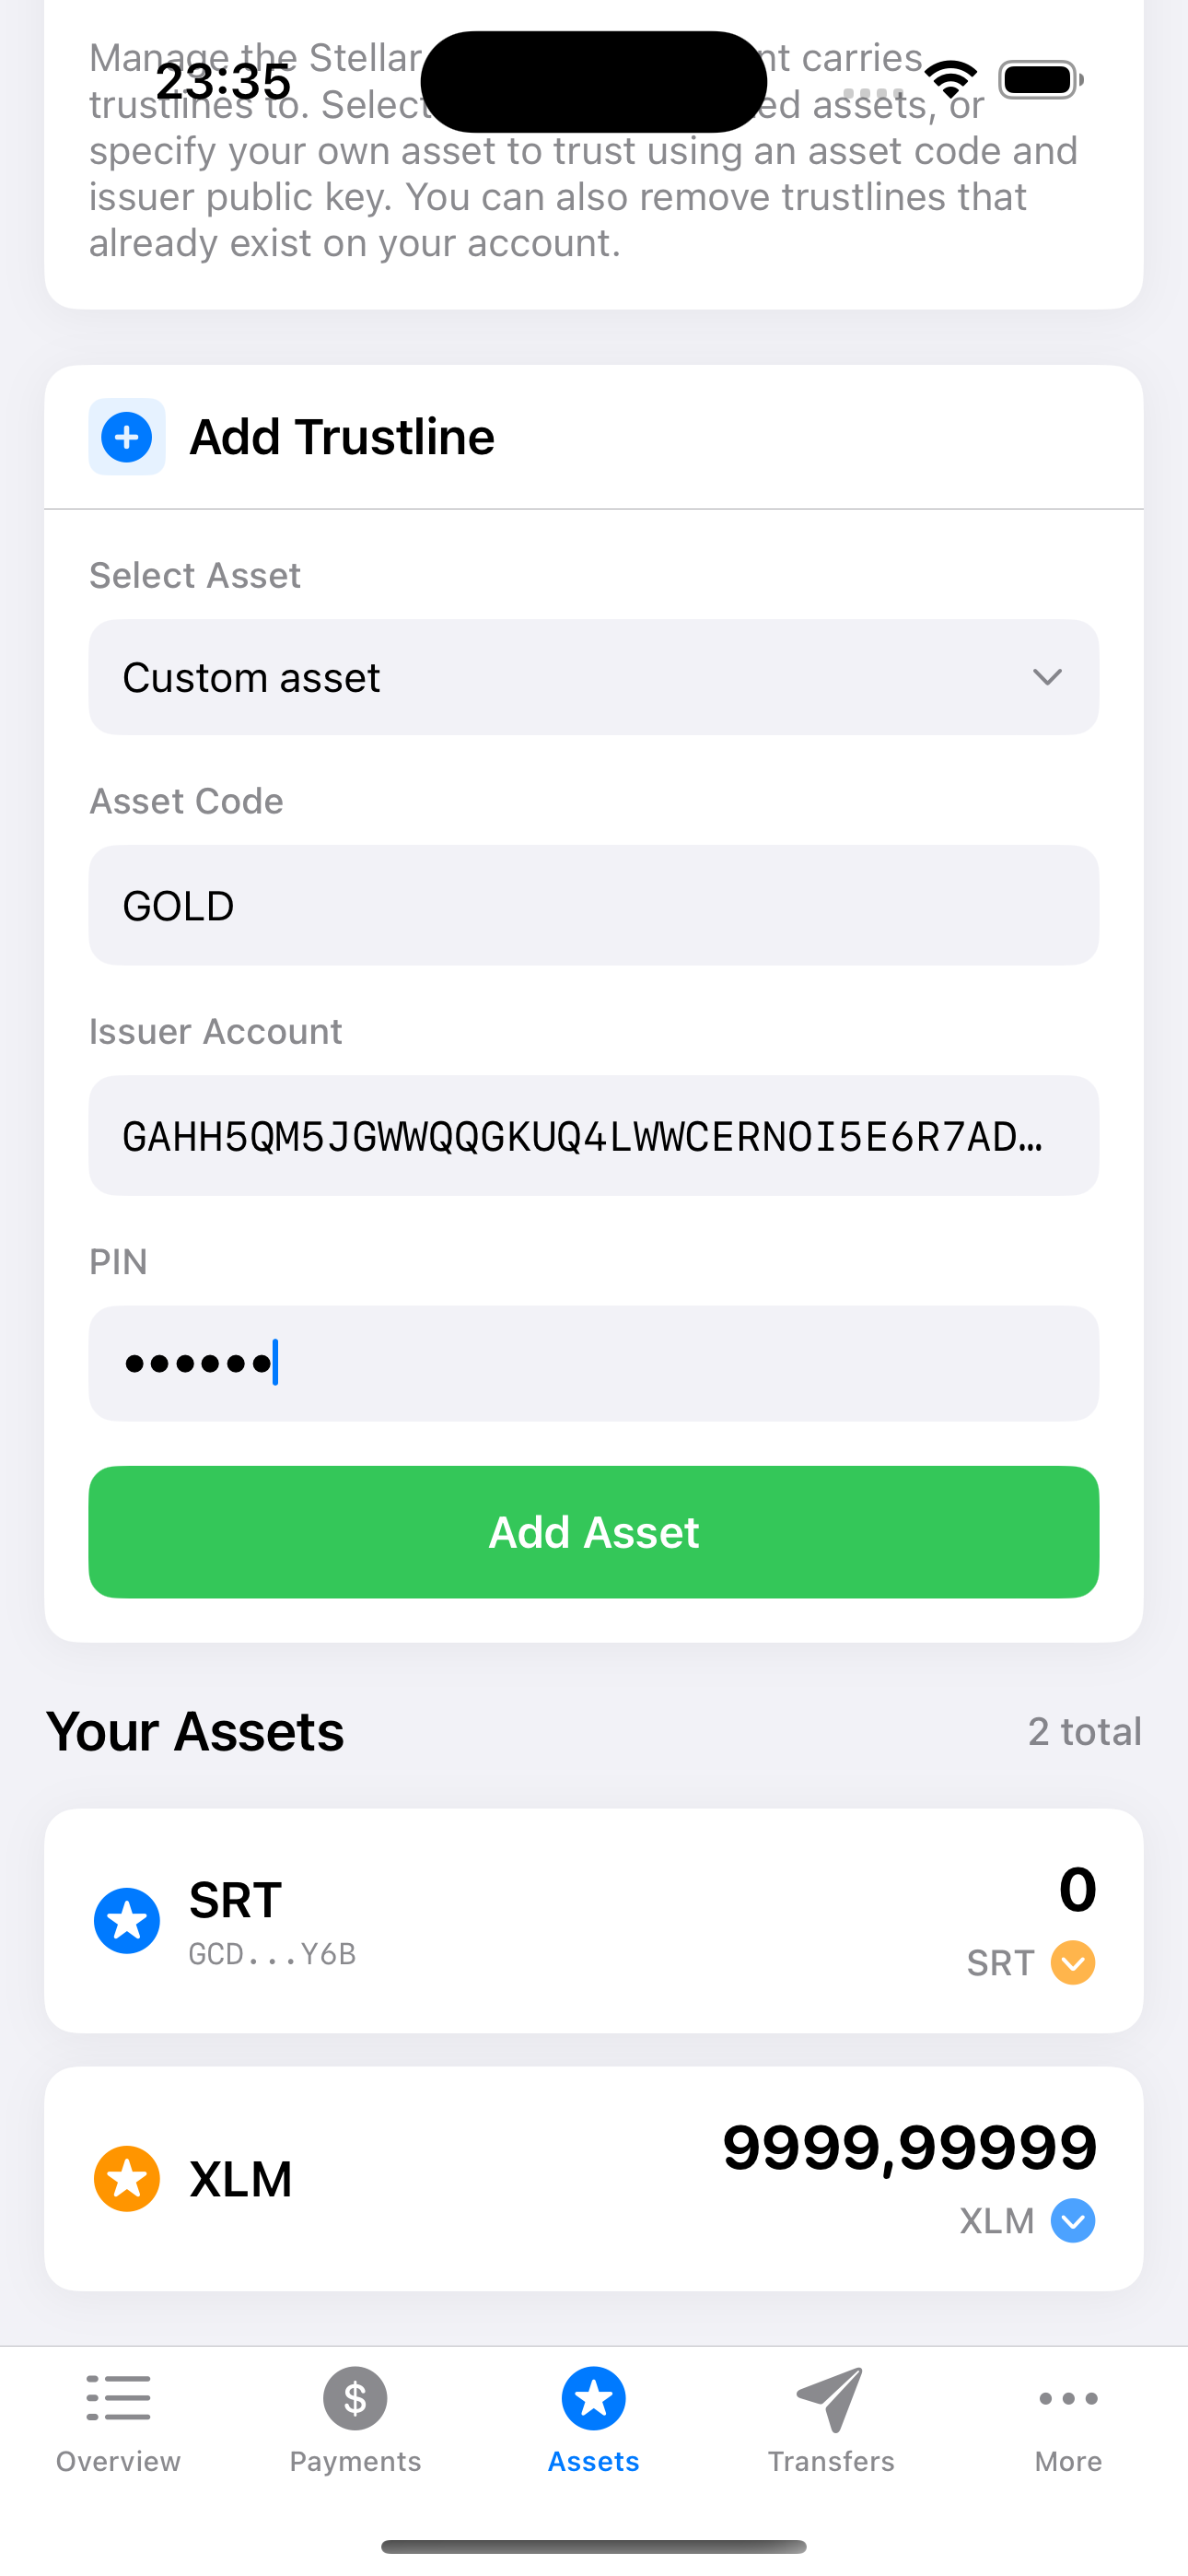 Manage the Stellar nt carries
23:35
trustlines to. Select ed assets, or
specify your own asset to trust using an asset code and
issuer public key. You can also remove trustlines that
already exist on your account.
Add Trustline
Select Asset
Custom asset
Asset Code
GOLD
Issuer Account
GAHH5QM5JGWWQQGKUQ4LWWCERNOI5E6R7AD...
PIN
••••••
Add Asset
Your Assets
2 total
SRT
GCD...Y6B
0
SRT
XLM
9999,99999
XLM
Overview
Payments
Assets
Transfers
More